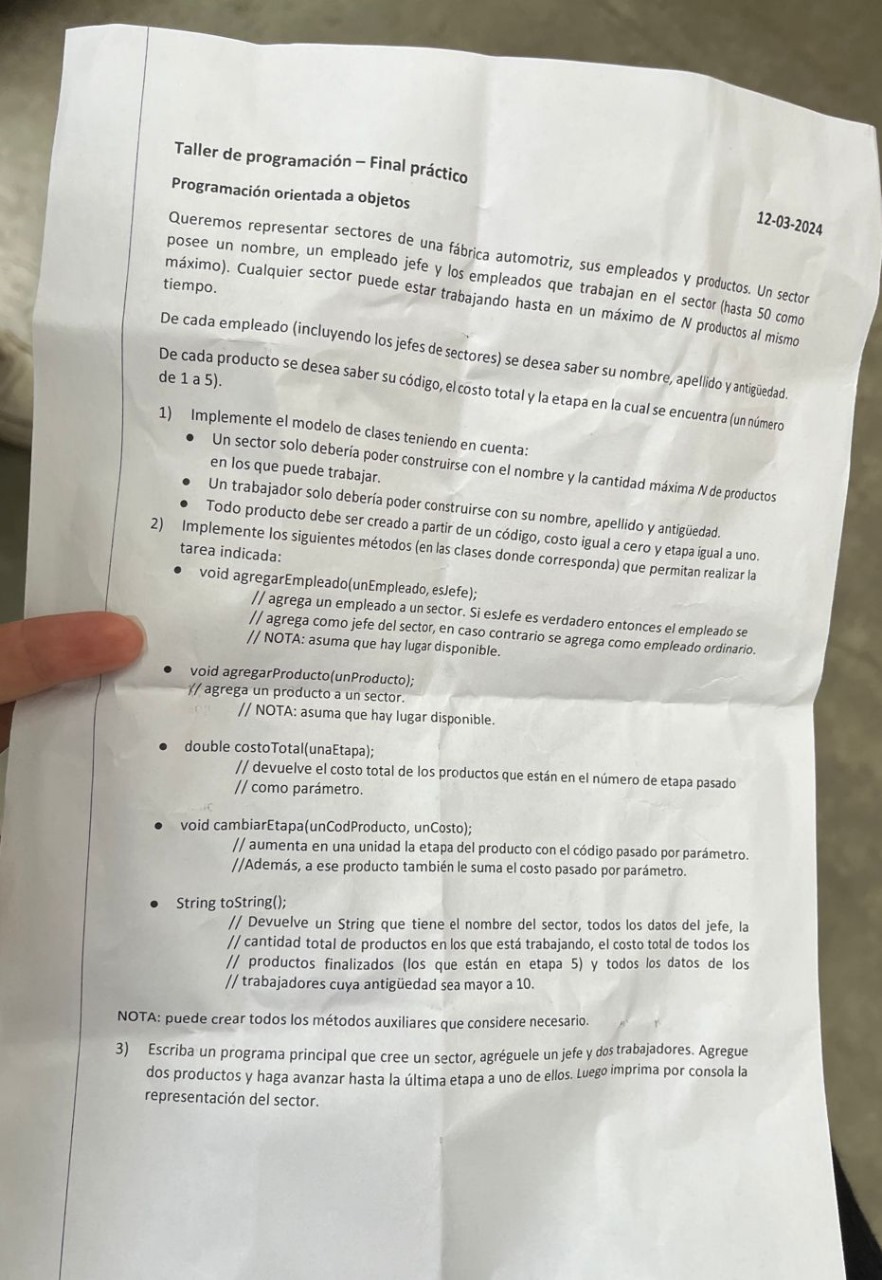 Taller de programación – Final práctico
Programación orientada a objetos
12-03-2024
Queremos representar sectores de una fábrica automotriz, sus empleados y productos. Un sector
posee un nombre, un empleado jefe y los empleados que trabajan en el sector (hasta 50 como
máximo). Cualquier sector puede estar trabajando hasta en un máximo de N productos al mismo
tiempo.
De cada empleado (incluyendo los jefes de sectores) se desea saber su nombre, apellido y antigüedad.
De cada producto se desea saber su código, el costo total y la etapa en la cual se encuentra (un número
de 1 a 5).
1) Implemente el modelo de clases teniendo en cuenta:
• Un sector solo debería poder construirse con el nombre y la cantidad máxima N de productos
en los que puede trabajar.
• Un trabajador solo debería poder construirse con su nombre, apellido y antigüedad.
• Todo producto debe ser creado a partir de un código, costo igual a cero y etapa igual a uno.
2) Implemente los siguientes métodos (en las clases donde corresponda) que permitan realizar la
tarea indicada:
• void agregarEmpleado(unEmpleado, esJefe);
// agrega un empleado a un sector. Si esJefe es verdadero entonces el empleado se
// agrega como jefe del sector, en caso contrario se agrega como empleado ordinario.
// NOTA: asuma que hay lugar disponible.
• void agregarProducto(unProducto);
// agrega un producto a un sector.
// NOTA: asuma que hay lugar disponible.
• double costoTotal(unaEtapa);
// devuelve el costo total de los productos que están en el número de etapa pasado
// como parámetro.
• void cambiarEtapa(unCodProducto, unCosto);
// aumenta en una unidad la etapa del producto con el código pasado por parámetro.
//Además, a ese producto también le suma el costo pasado por parámetro.
• String toString();
// Devuelve un String que tiene el nombre del sector, todos los datos del jefe, la
// cantidad total de productos en los que está trabajando, el costo total de todos los
// productos finalizados (los que están en etapa 5) y todos los datos de los
// trabajadores cuya antigüedad sea mayor a 10.
NOTA: puede crear todos los métodos auxiliares que considere necesario.
3) Escriba un programa principal que cree un sector, agréguele un jefe y dos trabajadores. Agregue
dos productos y haga avanzar hasta la última etapa a uno de ellos. Luego imprima por consola la
representación del sector.